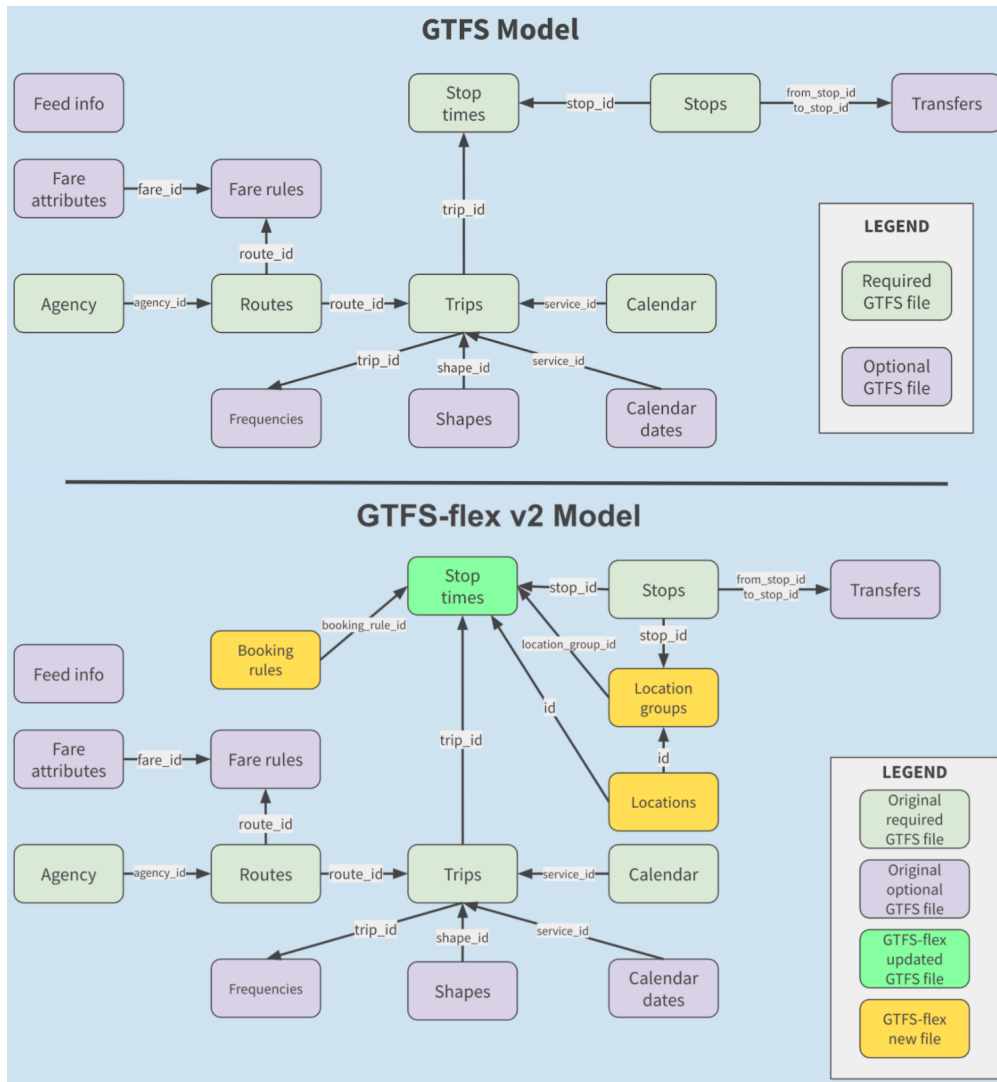 GTFS Model
Feed info
Stop
times
stop_id
Stops
from_stop_id
to_stop_id
Transfers
Fare
attributes
fare_id
Fare rules
trip_id
route_id
LEGEND
Required
GTFS file
Optional
GTFS file
Agency
agency_id
Routes
route_id
Trips
service_id
Calendar
trip_id
shape_id
service_id
Frequencies
Shapes
Calendar
dates
GTFS-flex v2 Model
Stop
times
stop_id
Stops
from_stop_id
to_stop_id
Transfers
booking_rule_id
Booking
rules
location_group_id
stop_id
Feed info
Location
groups
id
trip_id
id
Fare
attributes
fare_id
Fare rules
Locations
route_id
LEGEND
Original
required
GTFS file
Original
optional
GTFS file
GTFS-flex
updated
GTFS file
GTFS-flex
new file
Agency
agency_id
Routes
route_id
Trips
service_id
Calendar
trip_id
shape_id
service_id
Frequencies
Shapes
Calendar
dates